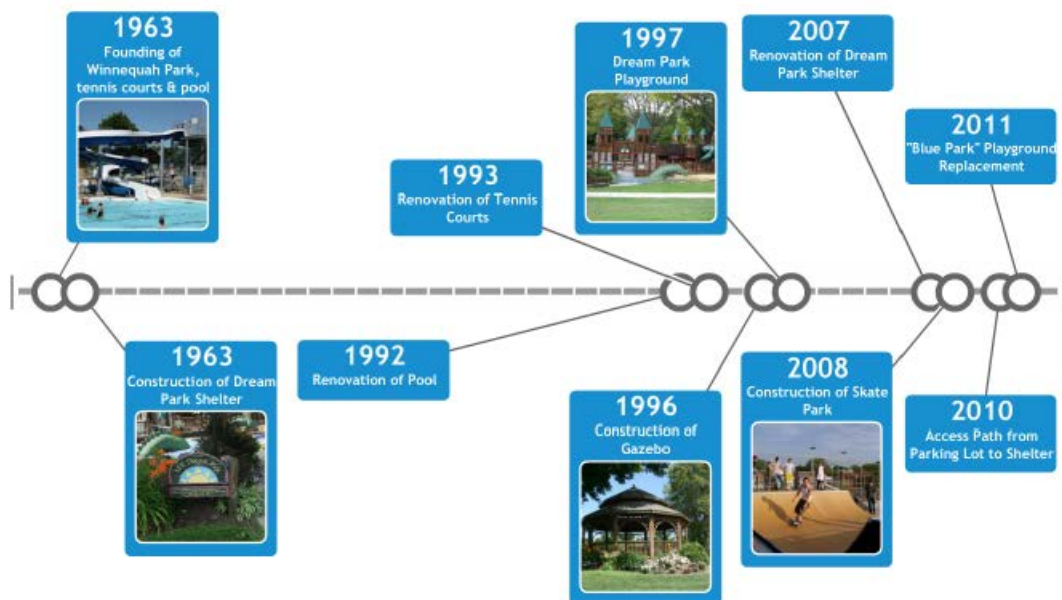 1963
Founding of
Winnequah Park,
tennis courts & pool
1963
Construction of Dream
Park Shelter
1992
Renovation of Pool
1993
Renovation of Tennis
Courts
1996
Construction of
Gazebo
1997
Dream Park
Playground
2007
Renovation of Dream
Park Shelter
2008
Construction of Skate
Park
2010
Access Path from
Parking Lot to Shelter
2011
"Blue Park" Playground
Replacement